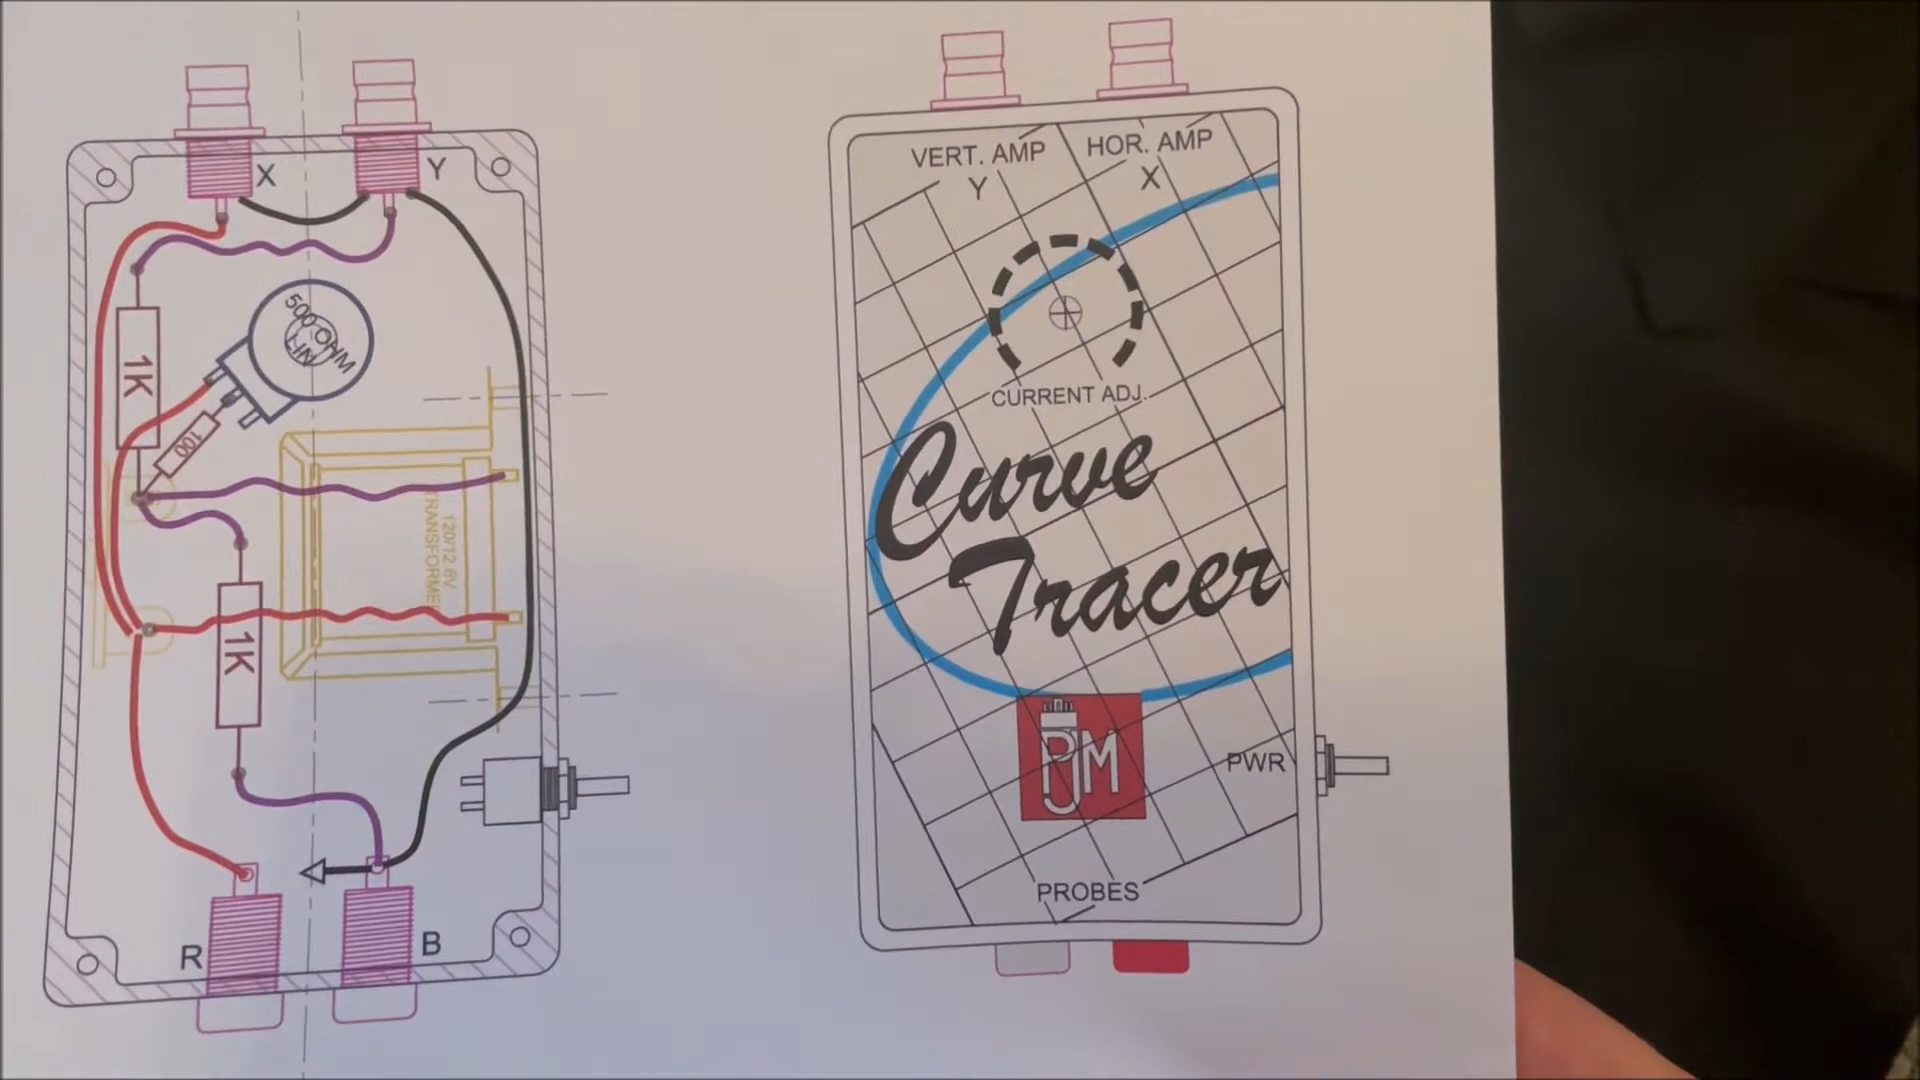 X
Y
500 OHM
LIN
1K
100
120/12.6V
TRANSFORMER
1K
R
B
VERT. AMP
Y
HOR. AMP
X
CURRENT ADJ.
Curve
Tracer
PJM
PWR
PROBES